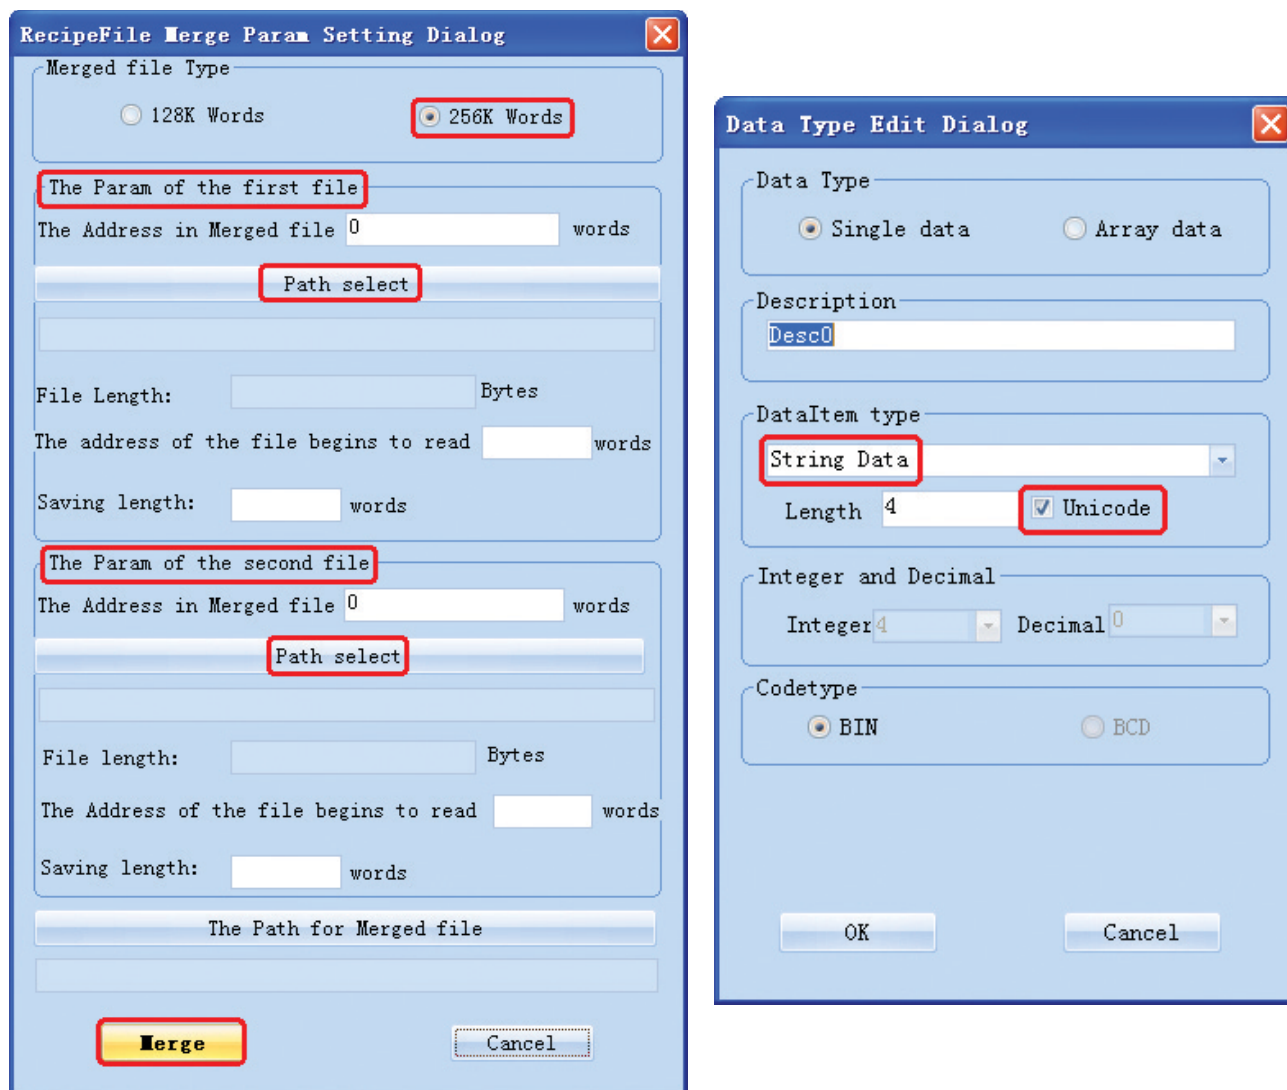 RecipeFile Merge Param Setting Dialog
Merged file Type
128K Words
256K Words
The Param of the first file
The Address in Merged file 0 words
Path select
File Length: Bytes
The address of the file begins to read words
Saving length: words
The Param of the second file
The Address in Merged file 0 words
Path select
File length: Bytes
The Address of the file begins to read words
Saving length: words
The Path for Merged file
Merge
Cancel
Data Type Edit Dialog
Data Type
Single data
Array data
Description
Desc0
DataItem type
String Data
Length 4 Unicode
Integer and Decimal
Integer 4 Decimal 0
Codetype
BIN
BCD
OK
Cancel